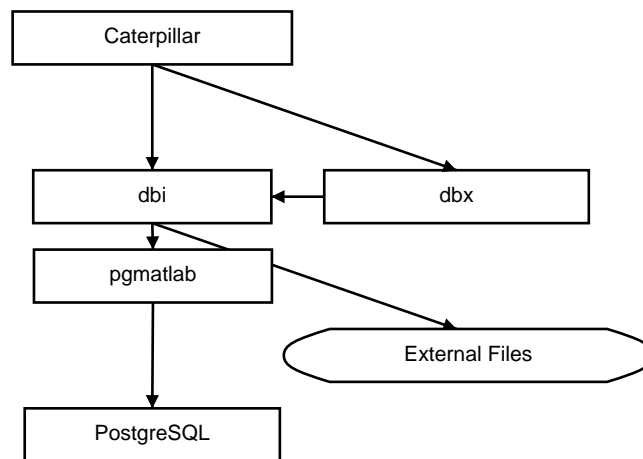 Caterpillar
dbi
dbx
pgmatlab
External Files
PostgreSQL